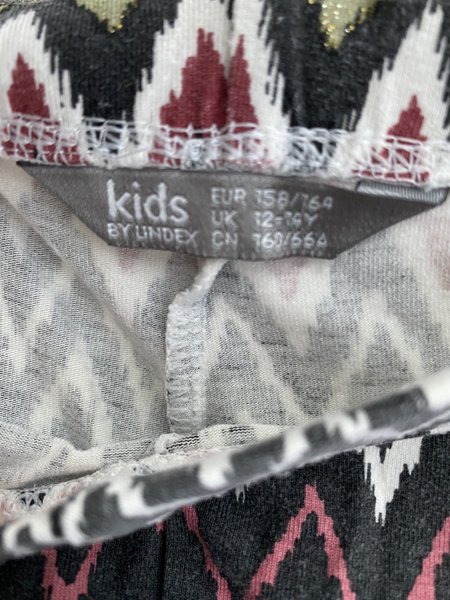 kids
BY LINDEX
EUR 158/164
UK 12-14Y
CN 160/66A